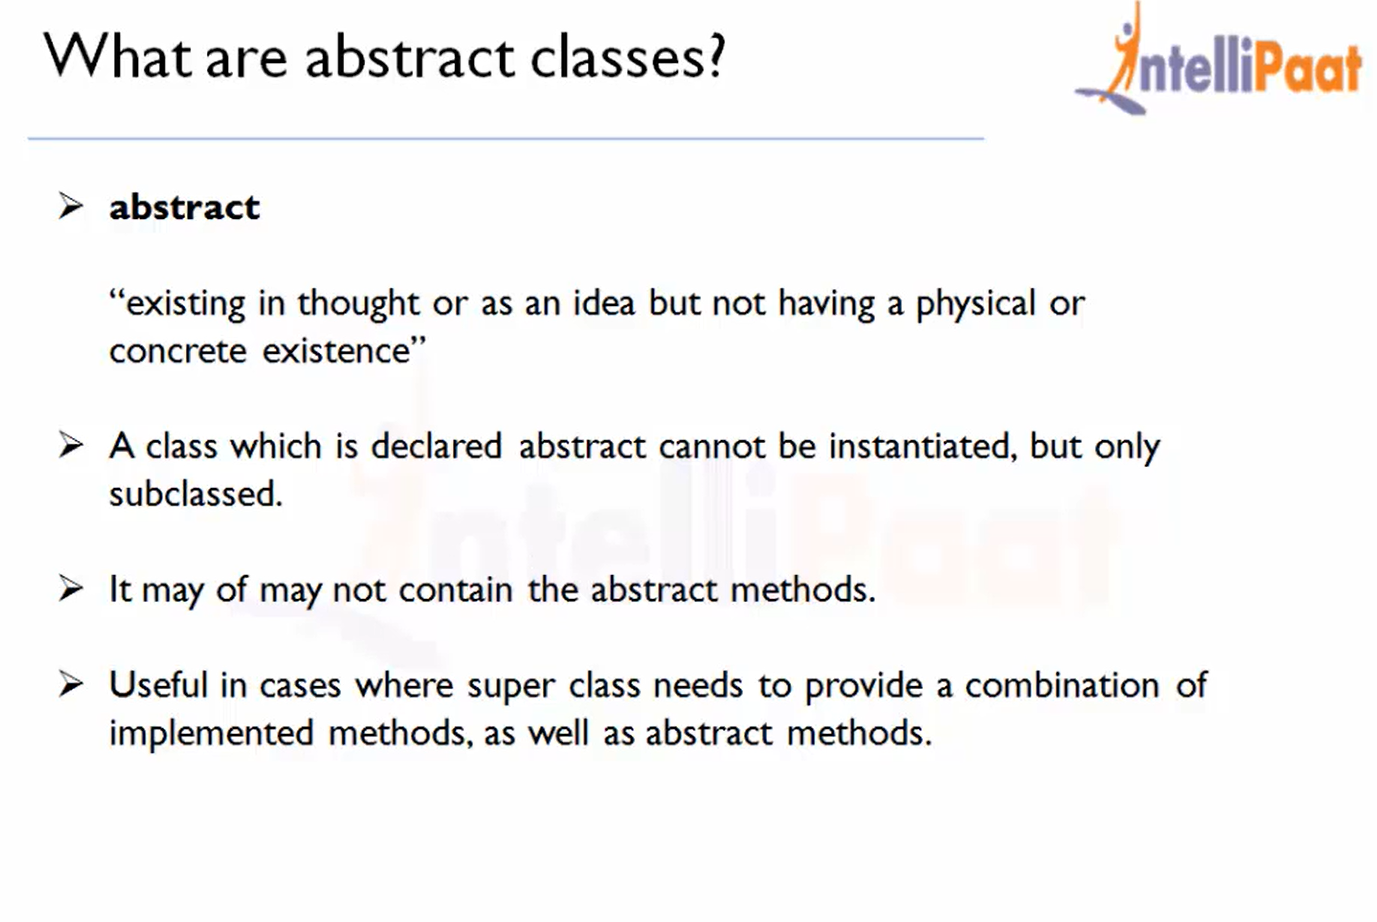 What are abstract classes?
IntelliPaat
➢ abstract
“existing in thought or as an idea but not having a physical or
concrete existence”
➢ A class which is declared abstract cannot be instantiated, but only
subclassed.
➢ It may of may not contain the abstract methods.
➢ Useful in cases where super class needs to provide a combination of
implemented methods, as well as abstract methods.
IntelliPaat